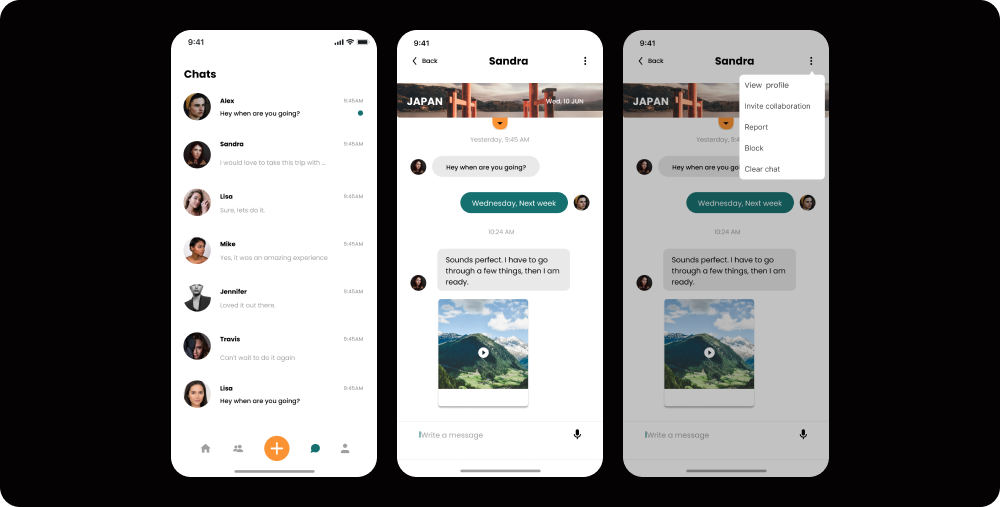 9:41
Chats
Alex
9:45AM
Hey when are you going?
Sandra
9:45AM
I would love to take this trip with ...
Lisa
9:45AM
Sure, lets do it.
Mike
9:45AM
Yes, it was an amazing experience
Jennifer
9:45AM
Loved it out there
Travis
9:45AM
Can't wait to do it again
Lisa
9:45AM
Hey when are you going?
9:41
Back
Sandra
JAPAN
Wed, 10 JUN
Yesterday, 9:45 AM
Hey when are you going?
Wednesday, Next week
10:24 AM
Sounds perfect. I have to go
through a few things, then I am
ready.
Write a message
9:41
Back
Sandra
View profile
Invite collaboration
Report
Block
Clear chat
JAPAN
Yesterday, 9:4
Hey when are you go
Wednesday, Next week
10:24 AM
Sounds perfect. I have to go
through a few things, then I am
ready.
Write a message